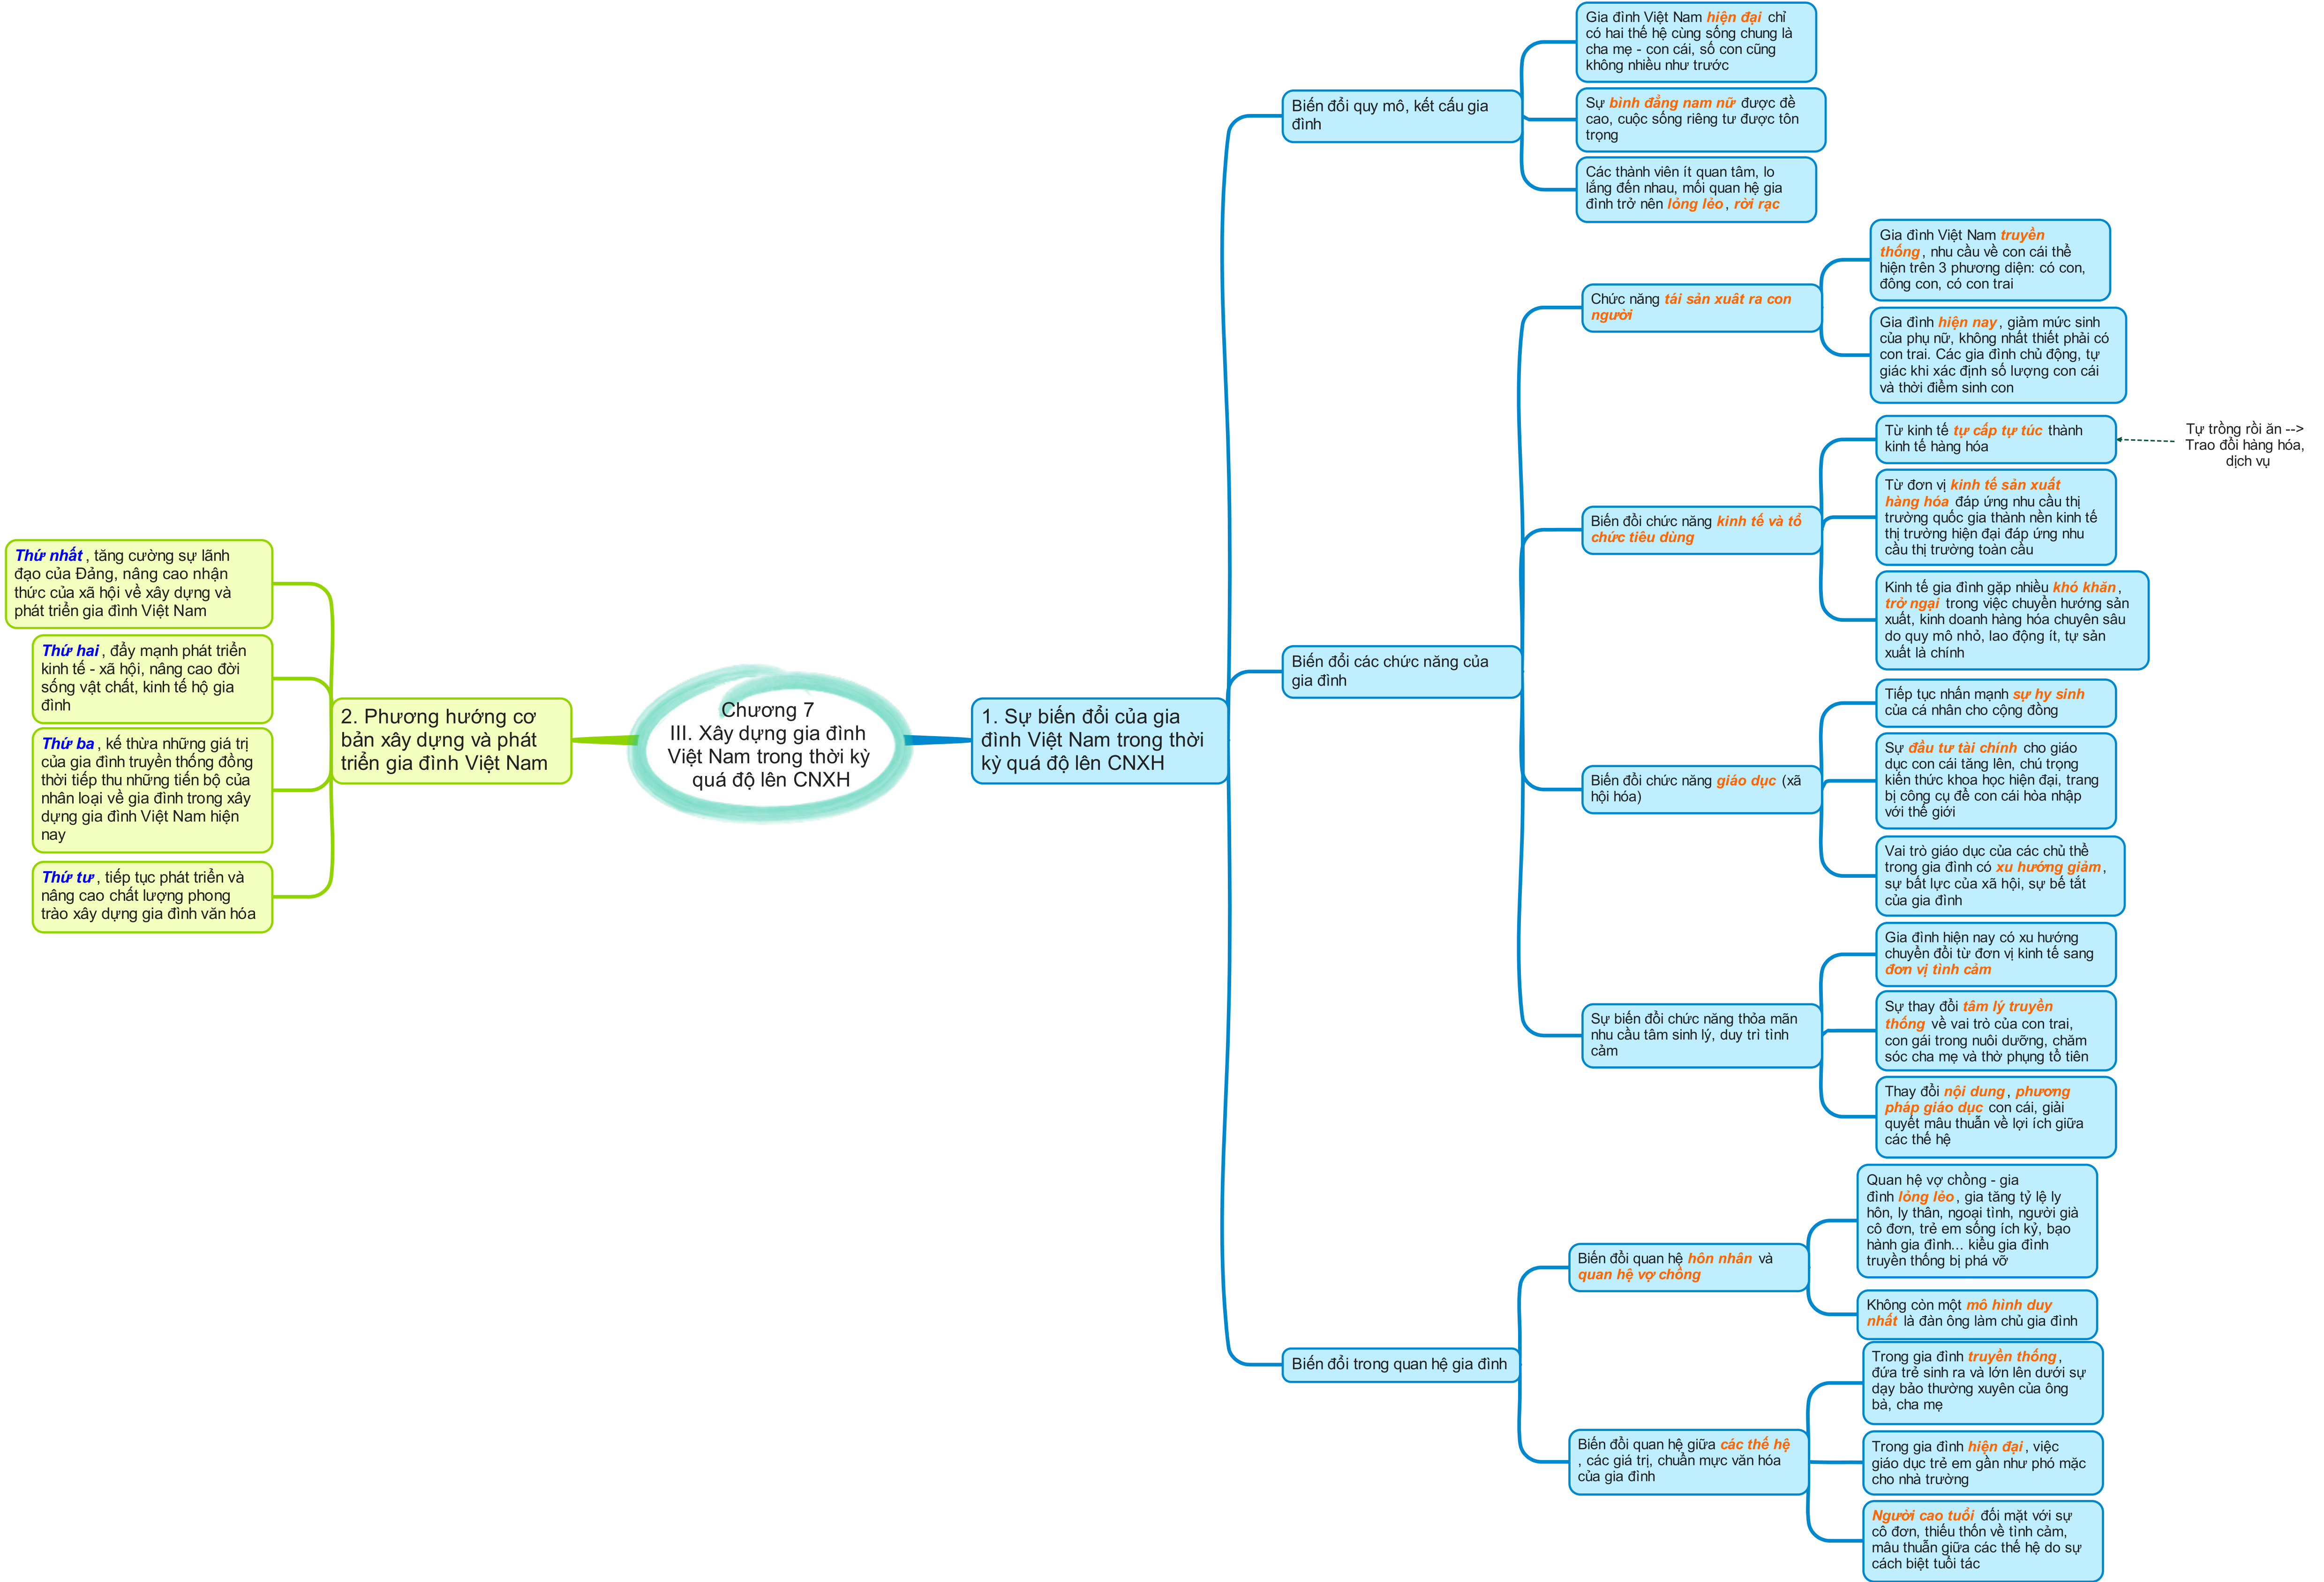 Chương 7
III. Xây dựng gia đình
Việt Nam trong thời kỳ
quá độ lên CNXH
1. Sự biến đổi của gia
đình Việt Nam trong thời
kỳ quá độ lên CNXH
Biến đổi quy mô, kết cấu gia
đình
Gia đình Việt Nam hiện đại chỉ
có hai thế hệ cùng sống chung là
cha mẹ - con cái, số con cũng
không nhiều như trước
Sự bình đẳng nam nữ được đề
cao, cuộc sống riêng tư được tôn
trọng
Các thành viên ít quan tâm, lo
lắng đến nhau, mối quan hệ gia
đình trở nên lỏng lẻo, rời rạc
Biến đổi các chức năng của
gia đình
Chức năng tái sản xuât ra con
người
Gia đình Việt Nam truyền
thống, nhu cầu về con cái thể
hiện trên 3 phương diện: có con,
đông con, có con trai
Gia đình hiện nay, giảm mức sinh
của phụ nữ, không nhất thiết phải có
con trai. Các gia đình chủ động, tự
giác khi xác định số lượng con cái
và thời điểm sinh con
Biến đổi chức năng kinh tế và tổ
chức tiêu dùng
Từ kinh tế tự cấp tự túc thành
kinh tế hàng hóa
Tự trồng rồi ăn -->
Trao đổi hàng hóa,
dịch vụ
Từ đơn vị kinh tế sản xuất
hàng hóa đáp ứng nhu cầu thị
trường quốc gia thành nền kinh tế
thị trường hiện đại đáp ứng nhu
cầu thị trường toàn cầu
Kinh tế gia đình gặp nhiều khó khăn,
trở ngại trong việc chuyển hướng sản
xuất, kinh doanh hàng hóa chuyên sâu
do quy mô nhỏ, lao động ít, tự sản
xuất là chính
Biến đổi chức năng giáo dục (xã
hội hóa)
Tiếp tục nhấn mạnh sự hy sinh
của cá nhân cho cộng đồng
Sự đầu tư tài chính cho giáo
dục con cái tăng lên, chú trọng
kiến thức khoa học hiện đại, trang
bị công cụ để con cái hòa nhập
với thế giới
Vai trò giáo dục của các chủ thể
trong gia đình có xu hướng giảm,
sự bất lực của xã hội, sự bế tắt
của gia đình
Sự biến đổi chức năng thỏa mãn
nhu cầu tâm sinh lý, duy trì tình
cảm
Gia đình hiện nay có xu hướng
chuyển đổi từ đơn vị kinh tế sang
đơn vị tình cảm
Sự thay đổi tâm lý truyền
thống về vai trò của con trai,
con gái trong nuôi dưỡng, chăm
sóc cha mẹ và thờ phụng tổ tiên
Thay đổi nội dung, phương
pháp giáo dục con cái, giải
quyết mâu thuẫn về lợi ích giữa
các thế hệ
Biến đổi trong quan hệ gia đình
Biến đổi quan hệ hôn nhân và
quan hệ vợ chồng
Quan hệ vợ chồng - gia
đình lỏng lẻo, gia tăng tỷ lệ ly
hôn, ly thân, ngoại tình, người già
cô đơn, trẻ em sống ích kỷ, bạo
hành gia đình... kiểu gia đình
truyền thống bị phá vỡ
Không còn một mô hình duy
nhất là đàn ông làm chủ gia đình
Biến đổi quan hệ giữa các thế hệ
, các giá trị, chuẩn mực văn hóa
của gia đình
Trong gia đình truyền thống,
đứa trẻ sinh ra và lớn lên dưới sự
dạy bảo thường xuyên của ông
bà, cha mẹ
Trong gia đình hiện đại, việc
giáo dục trẻ em gần như phó mặc
cho nhà trường
Người cao tuổi đối mặt với sự
cô đơn, thiếu thốn về tình cảm,
mâu thuẫn giữa các thế hệ do sự
cách biệt tuổi tác
2. Phương hướng cơ
bản xây dựng và phát
triển gia đình Việt Nam
Thứ nhất, tăng cường sự lãnh
đạo của Đảng, nâng cao nhận
thức của xã hội về xây dựng và
phát triển gia đình Việt Nam
Thứ hai, đẩy mạnh phát triển
kinh tế - xã hội, nâng cao đời
sống vật chất, kinh tế hộ gia
đình
Thứ ba, kế thừa những giá trị
của gia đình truyền thống đồng
thời tiếp thu những tiến bộ của
nhân loại về gia đình trong xây
dựng gia đình Việt Nam hiện
nay
Thứ tư, tiếp tục phát triển và
nâng cao chất lượng phong
trào xây dựng gia đình văn hóa